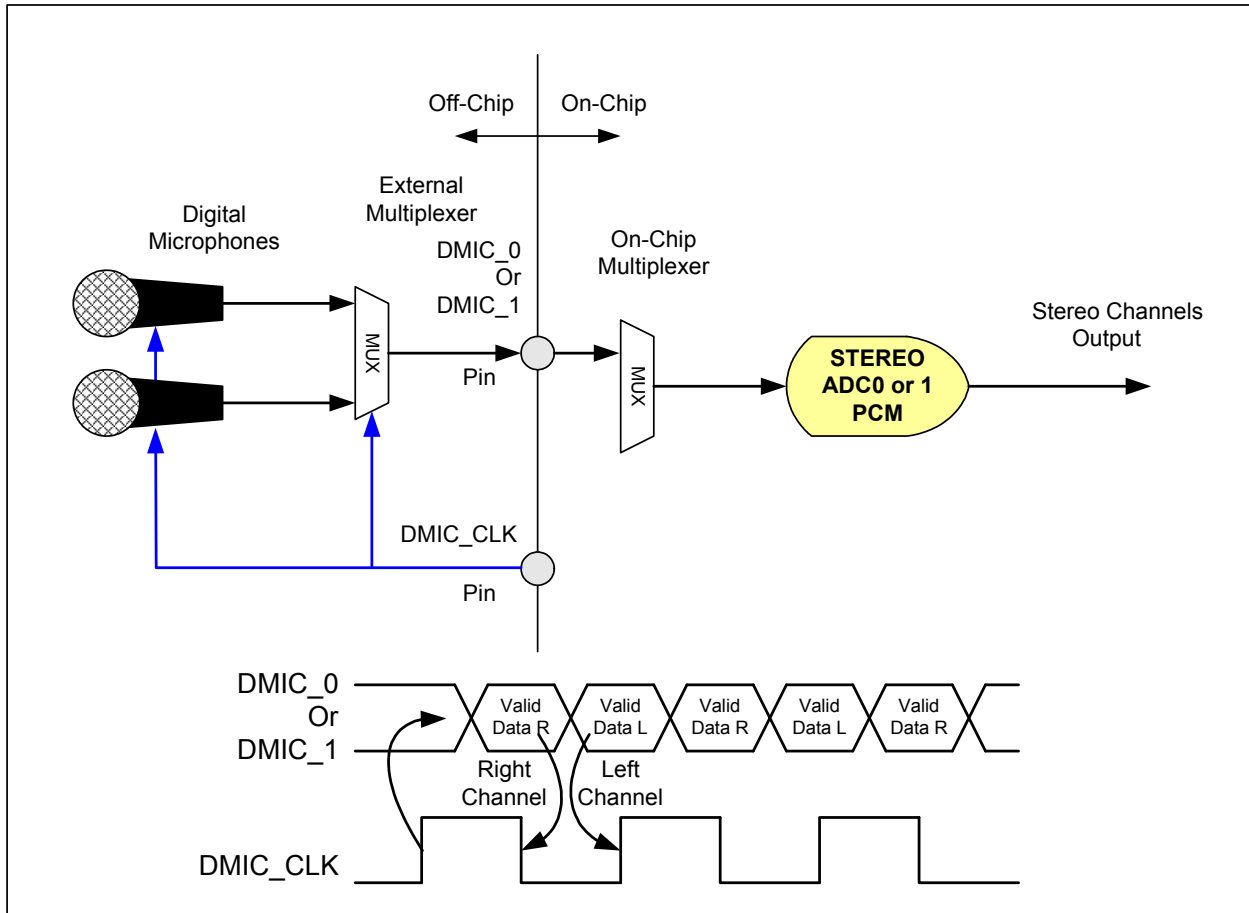 Off-Chip
On-Chip
Digital
Microphones
External
Multiplexer
DMIC_0
Or
DMIC_1
On-Chip
Multiplexer
MUX
Pin
MUX
STEREO
ADC0 or 1
PCM
Stereo Channels
Output
DMIC_CLK
Pin
DMIC_0
Or
DMIC_1
Valid
Data R
Valid
Data L
Valid
Data R
Valid
Data L
Valid
Data R
Right
Channel
Left
Channel
DMIC_CLK